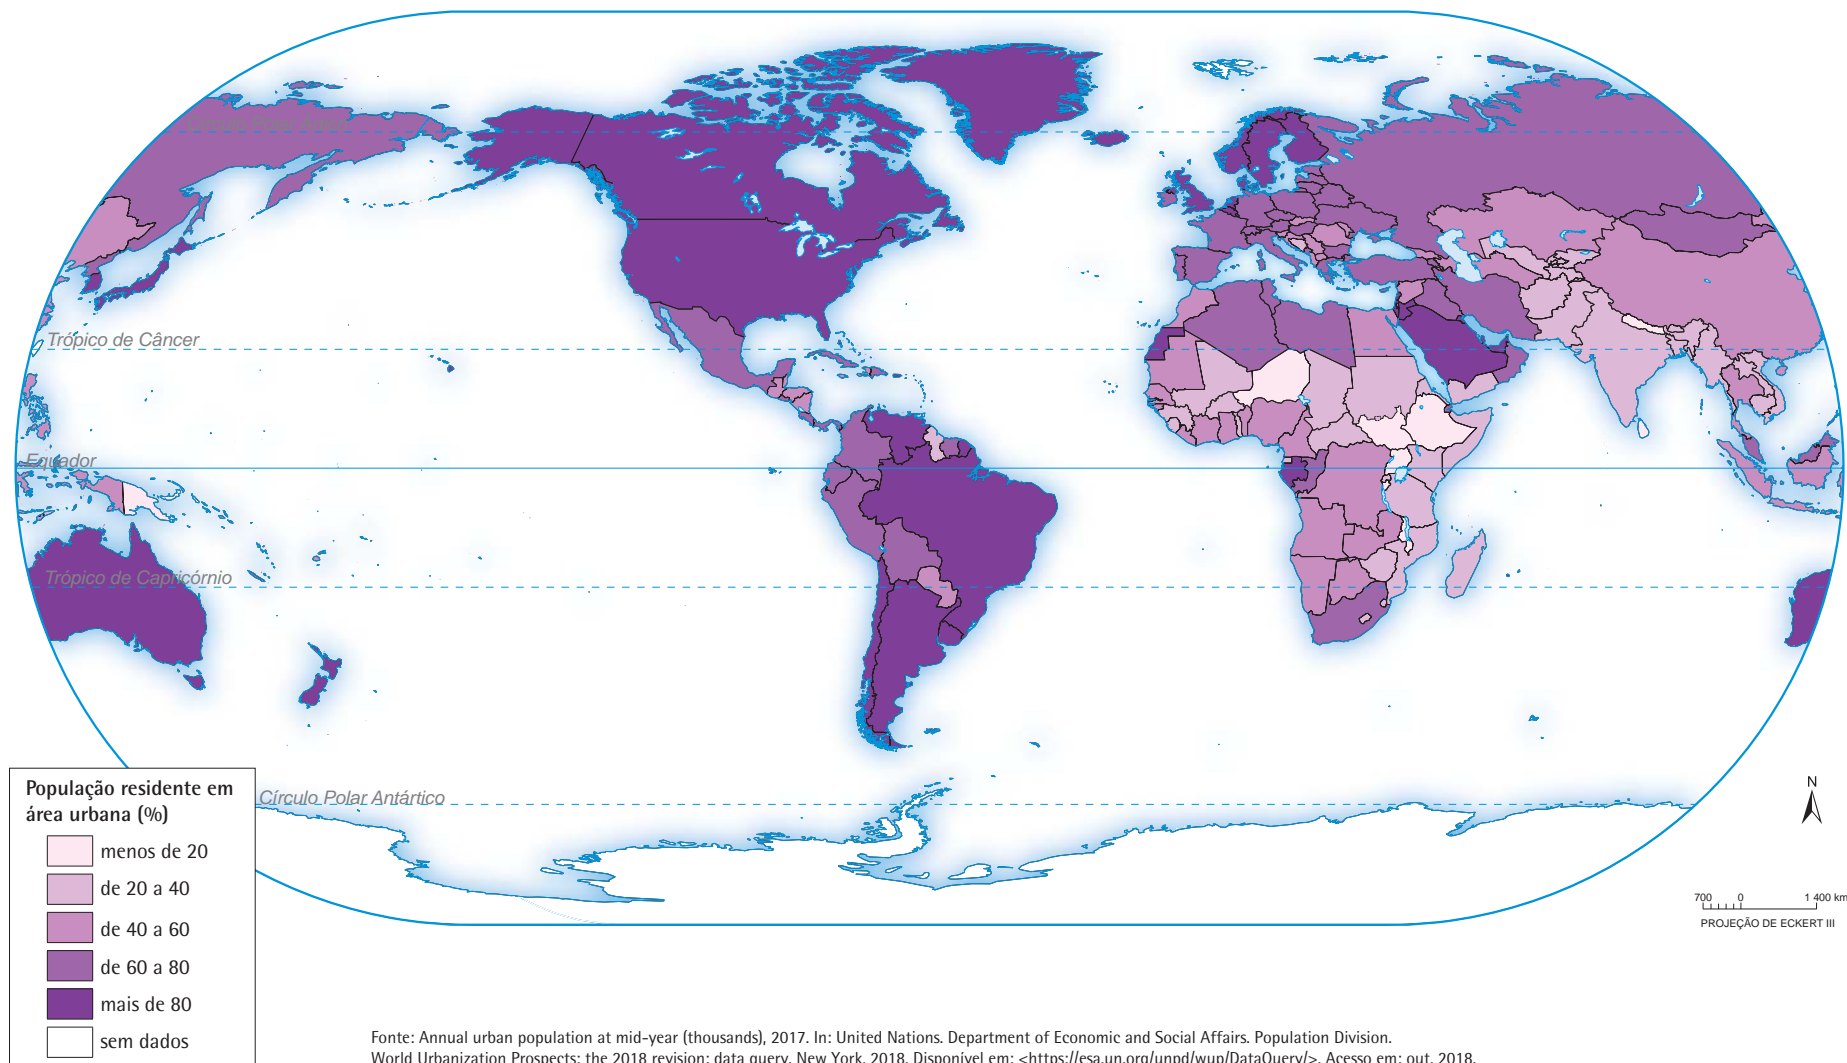 Círculo Polar Ártico
Trópico de Câncer
Equador
Trópico de Capricórnio
Círculo Polar Antártico
População residente em
área urbana (%)
menos de 20
de 20 a 40
de 40 a 60
de 60 a 80
mais de 80
sem dados
N
700 0 1 400 km
PROJEÇÃO DE ECKERT III
Fonte: Annual urban population at mid-year (thousands), 2017. In: United Nations. Department of Economic and Social Affairs. Population Division.
World Urbanization Prospects: the 2018 revision: data query. New York, 2018. Disponível em: <https://esa.un.org/unpd/wup/DataQuery/>. Acesso em: out. 2018.